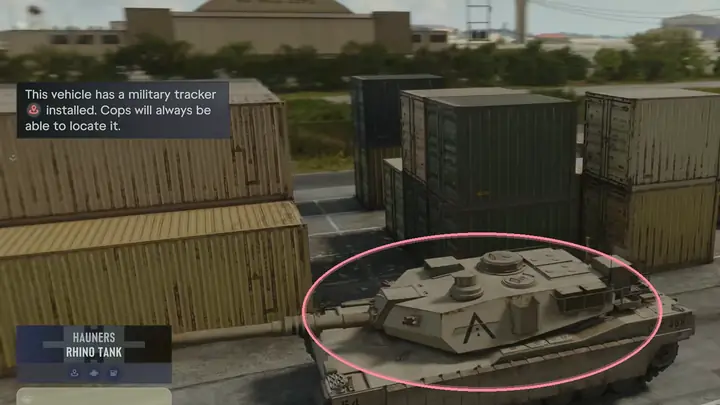 This vehicle has a military tracker
installed. Cops will always be
able to locate it.
HAUNERS
RHINO TANK